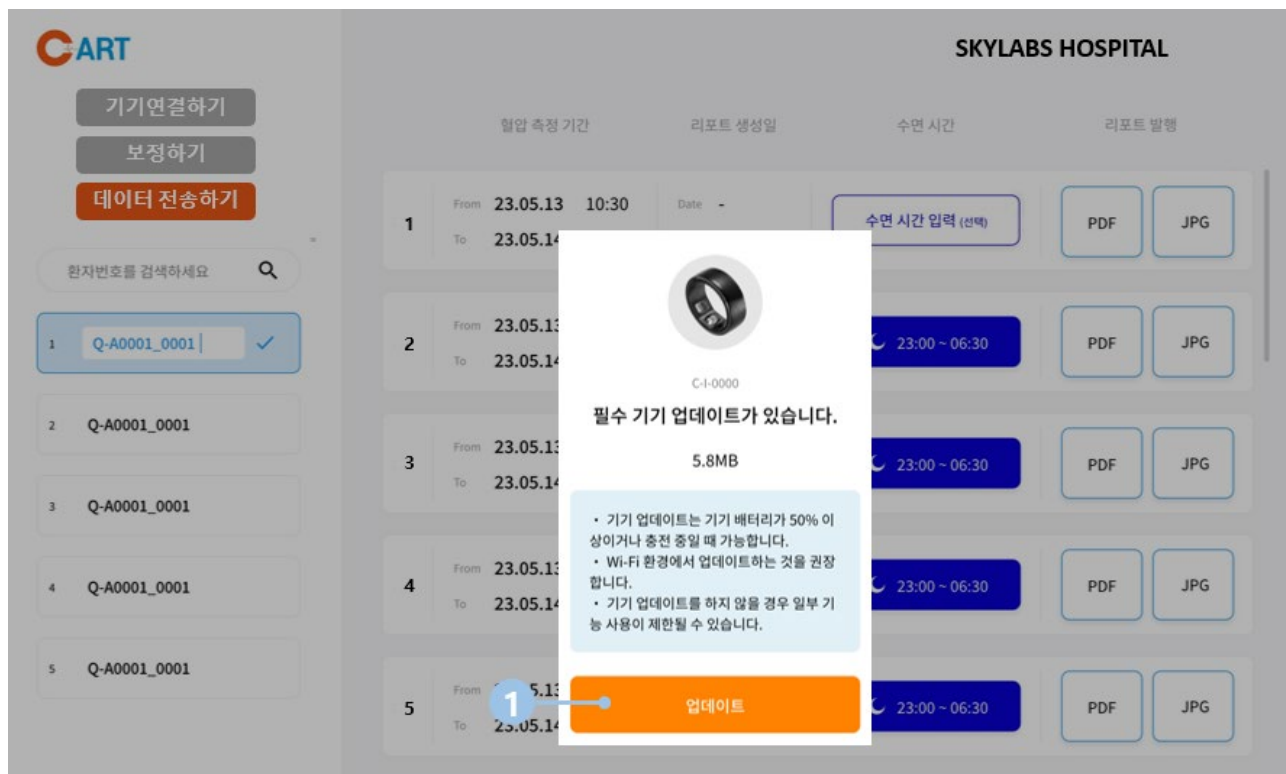 CART
SKYLABS HOSPITAL
기기연결하기
보정하기
데이터 전송하기
환자번호를 검색하세요
1 Q-A0001_0001
2 Q-A0001_0001
3 Q-A0001_0001
4 Q-A0001_0001
5 Q-A0001_0001
혈압 측정 기간 리포트 생성일 수면 시간 리포트 발행
1 From 23.05.13 10:30 Date - 수면 시간 입력 (선택) PDF JPG
To 23.05.14
2 From 23.05.13 23:00 ~ 06:30 PDF JPG
To 23.05.14
3 From 23.05.13 23:00 ~ 06:30 PDF JPG
To 23.05.14
4 From 23.05.13 23:00 ~ 06:30 PDF JPG
To 23.05.14
5 From 5.13 23:00 ~ 06:30 PDF JPG
To 23.05.14
C-I-0000
필수 기기 업데이트가 있습니다.
5.8MB
• 기기 업데이트는 기기 배터리가 50% 이
상이거나 충전 중일 때 가능합니다.
• Wi-Fi 환경에서 업데이트하는 것을 권장
합니다.
• 기기 업데이트를 하지 않을 경우 일부 기
능 사용이 제한될 수 있습니다.
1
업데이트